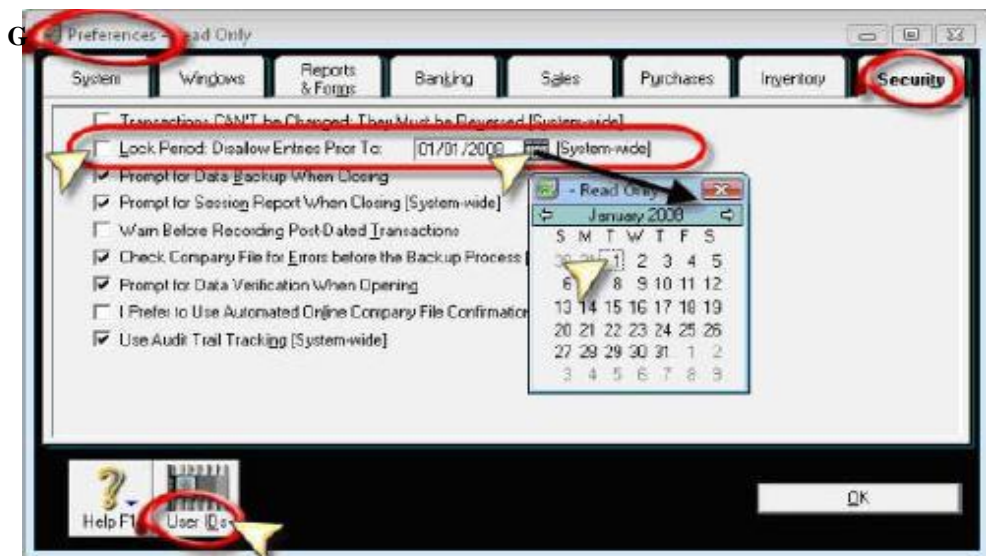 G
Preferences - Read Only
System Windows Reports & Forms Banking Sales Purchases Inventory Security
Transactions CAN'T be Changed; They Must be Reversed [System-wide]
Lock Period: Disallow Entries Prior To: 01/01/2008 [System-wide]
Prompt for Data Backup When Closing
Prompt for Session Report When Closing [System-wide]
Warn Before Recording Post-Dated Transactions
Check Company File for Errors before the Backup Process [
Prompt for Data Verification When Opening
I Prefer to Use Automated Online Company File Confirmation
Use Audit Trail Tracking [System-wide]
- Read Only
January 2008
S M T W T F S
1 2 3 4 5
6 8 9 10 11 12
13 14 15 16 17 18 19
20 21 22 23 24 25 26
27 28 29 30 31 1 2
3 4 5 6 7 8 9
Help F1 User IDs
OK